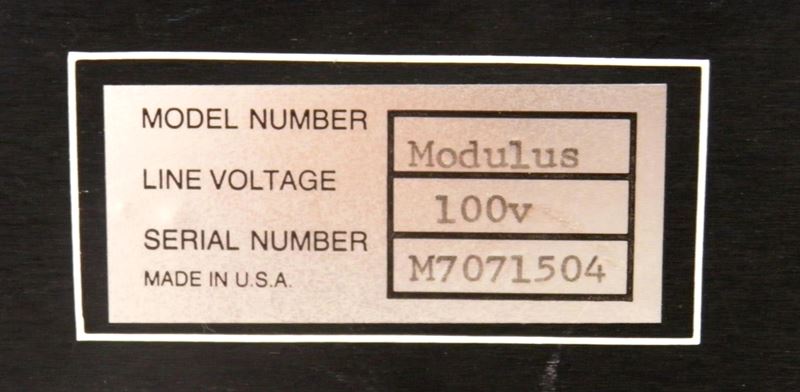 MODEL NUMBER Modulus
LINE VOLTAGE 100v
SERIAL NUMBER M7071504
MADE IN U.S.A.